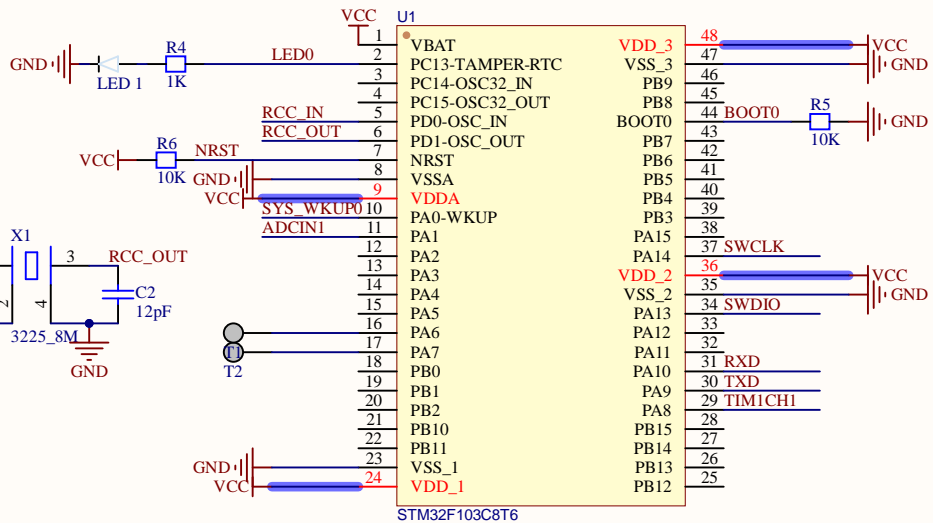 VCC
U1
1 VBAT
GND LED 1 R4 1K LED0 2 PC13-TAMPER-RTC
3 PC14-OSC32_IN
4 PC15-OSC32_OUT
RCC_IN 5 PD0-OSC_IN
RCC_OUT 6 PD1-OSC_OUT
VCC R6 10K NRST 7 NRST
GND 8 VSSA
VCC 9 VDDA
SYS_WKUP0 10 PA0-WKUP
ADCIN1 11 PA1
12 PA2
13 PA3
14 PA4
15 PA5
16 PA6
T1
17 PA7
T2
18 PB0
19 PB1
20 PB2
21 PB10
22 PB11
GND 23 VSS_1
VCC 24 VDD_1
VDD_3 48 VCC
VSS_3 47 GND
PB9 46
PB8 45
BOOT0 44 BOOT0 R5 10K GND
PB7 43
PB6 42
PB5 41
PB4 40
PB3 39
PA15 38
PA14 37 SWCLK
VDD_2 36 VCC
VSS_2 35 GND
PA13 34 SWDIO
PA12 33
PA11 32
PA10 31 RXD
PA9 30 TXD
PA8 29 TIM1CH1
PB15 28
PB14 27
PB13 26
PB12 25
STM32F103C8T6
X1
3 RCC_OUT
2 4
C2
12pF
3225_8M
GND